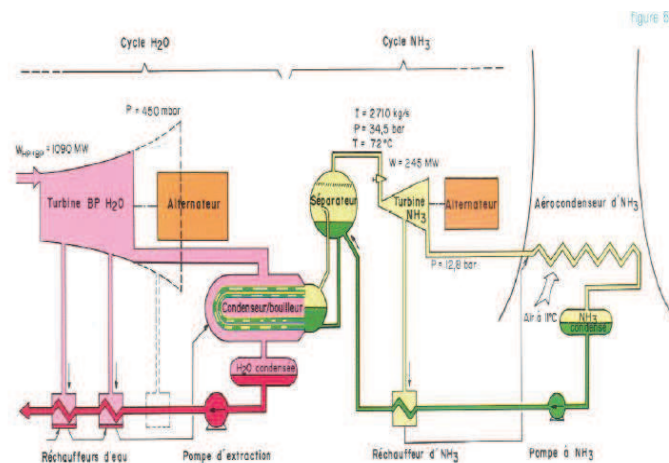 figure 5
Cycle H2O
Cycle NH3
P = 450 mbar
T = 2710 kg/s
P = 34,5 bar
T = 72°C
= 1090 MW
W = 245 MW
Turbine BP H2O
Alternateur
Séparateur
Turbine
NH3
Alternateur
Aérocondenseur d'NH3
P = 12,8 bar
Condenseur/bouilleur
Air à 11°C
NH3
condensé
H2O condensée
Réchauffeurs d'eau
Pompe d'extraction
Réchauffeur d'NH3
Pompe à NH3